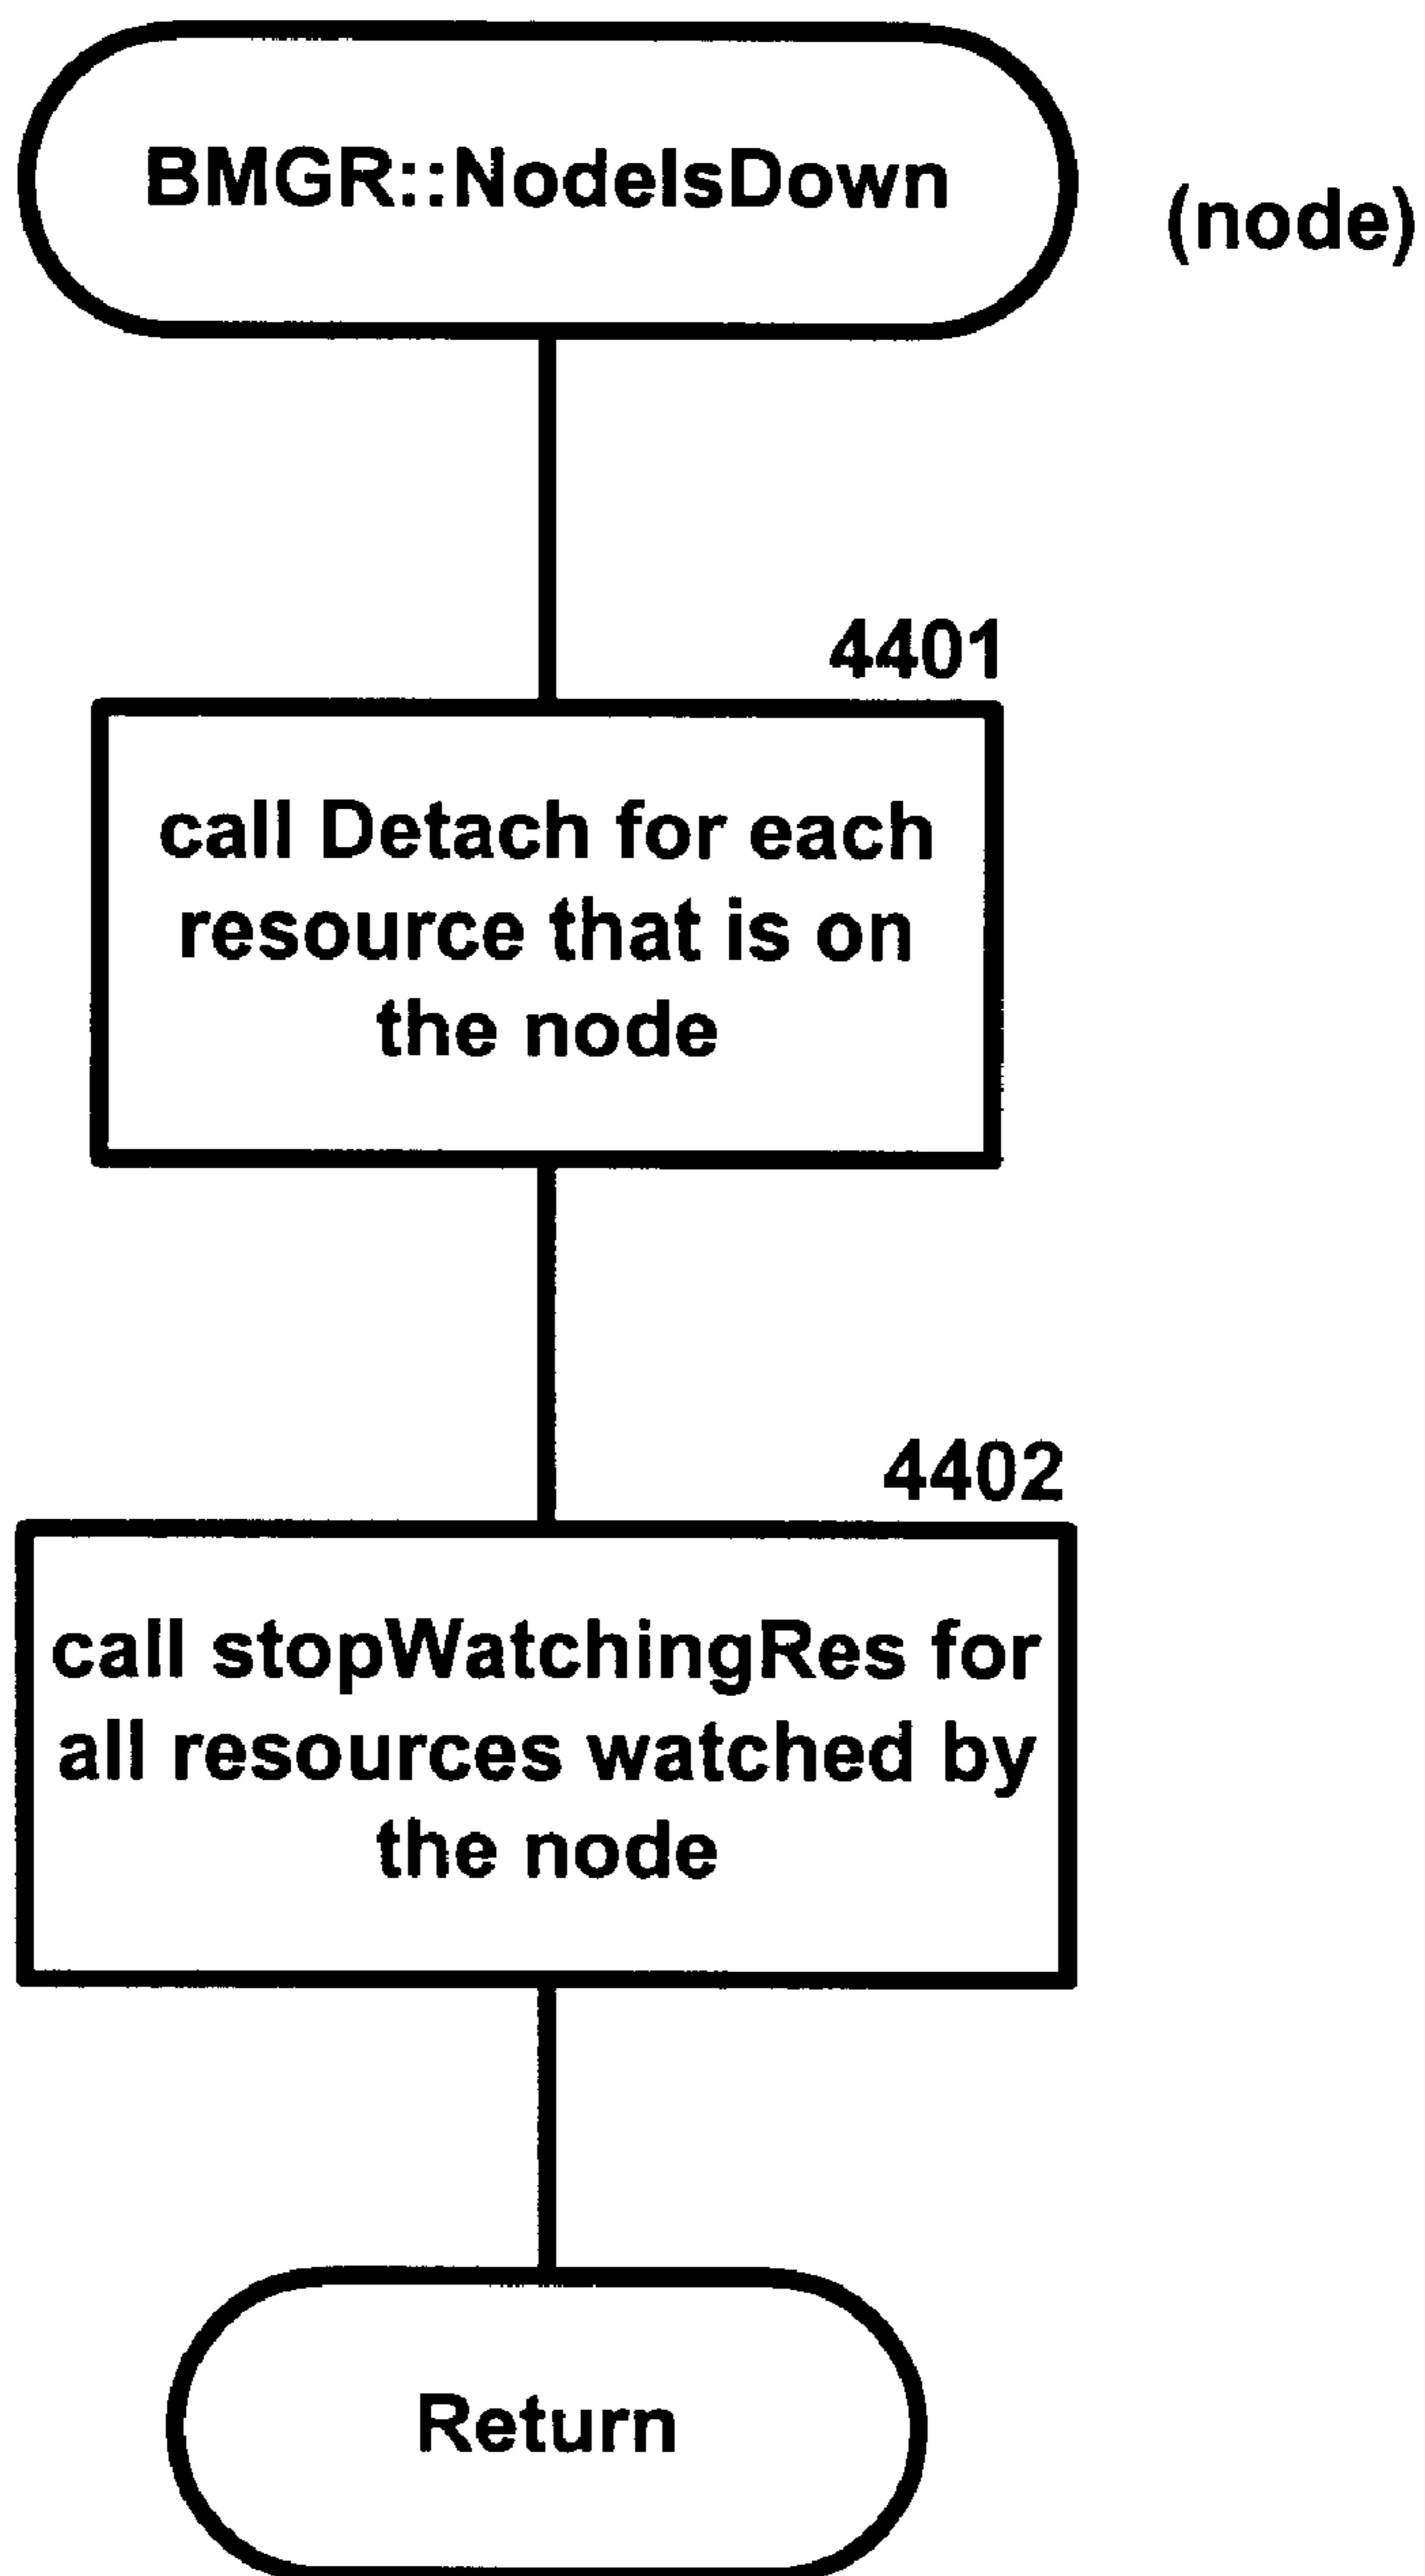 BMGR::NodeIsDown
(node)
4401
call Detach for each
resource that is on
the node
4402
call stopWatchingRes for
all resources watched by
the node
Return